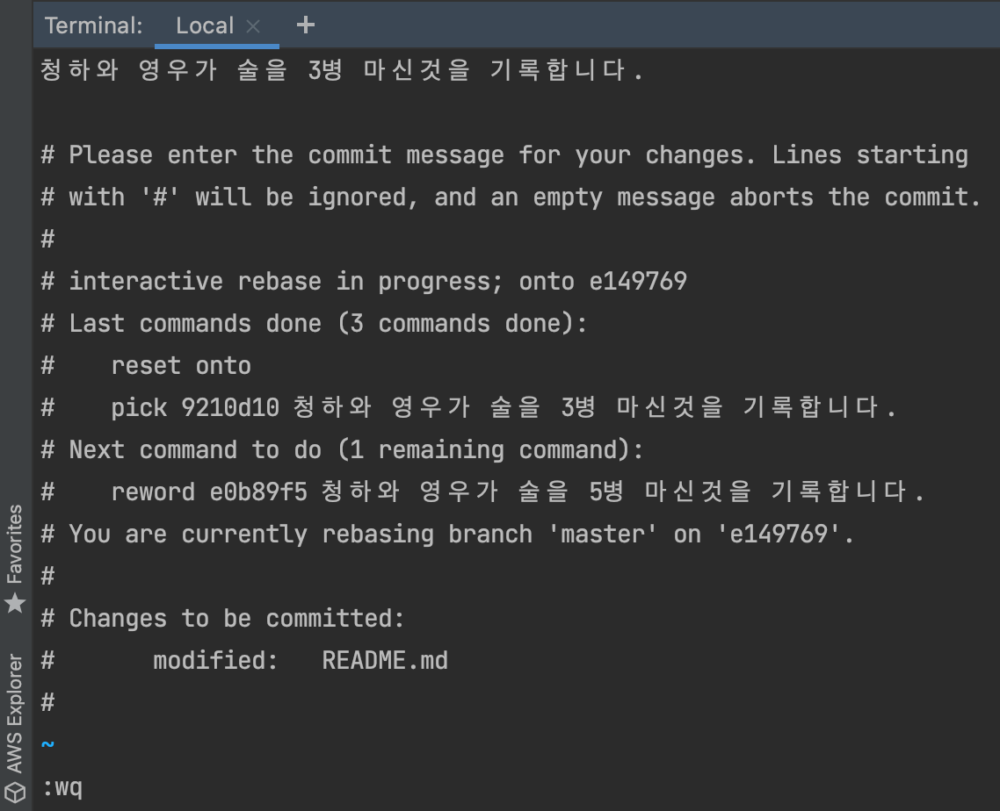 Terminal: Local × +
청하와 영우가 술을 3병 마신것을 기록합니다.
# Please enter the commit message for your changes. Lines starting
# with '#' will be ignored, and an empty message aborts the commit.
#
# interactive rebase in progress; onto e149769
# Last commands done (3 commands done):
#    reset onto
#    pick 9210d10 청하와 영우가 술을 3병 마신것을 기록합니다.
# Next command to do (1 remaining command):
#    reword e0b89f5 청하와 영우가 술을 5병 마신것을 기록합니다.
# You are currently rebasing branch 'master' on 'e149769'.
#
# Changes to be committed:
#       modified:   README.md
#
~
:wq
Favorites
AWS Explorer